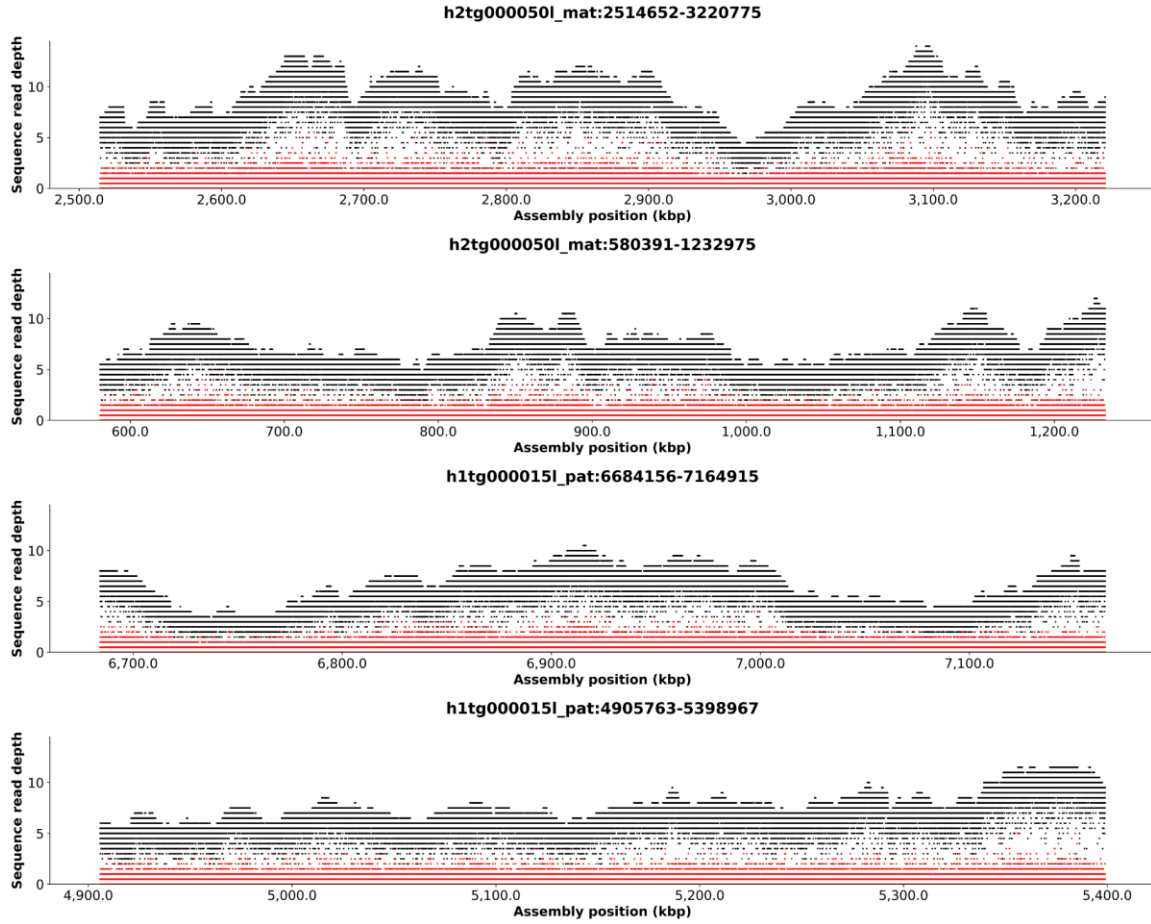 h2tg000050l_mat:2514652-3220775
Sequence read depth
10
5
0
2,500.0 2,600.0 2,700.0 2,800.0 2,900.0 3,000.0 3,100.0 3,200.0
Assembly position (kbp)
h2tg000050l_mat:580391-1232975
Sequence read depth
10
5
0
600.0 700.0 800.0 900.0 1,000.0 1,100.0 1,200.0
Assembly position (kbp)
h1tg000015l_pat:6684156-7164915
Sequence read depth
10
5
0
6,700.0 6,800.0 6,900.0 7,000.0 7,100.0
Assembly position (kbp)
h1tg000015l_pat:4905763-5398967
Sequence read depth
10
5
0
4,900.0 5,000.0 5,100.0 5,200.0 5,300.0 5,400.0
Assembly position (kbp)